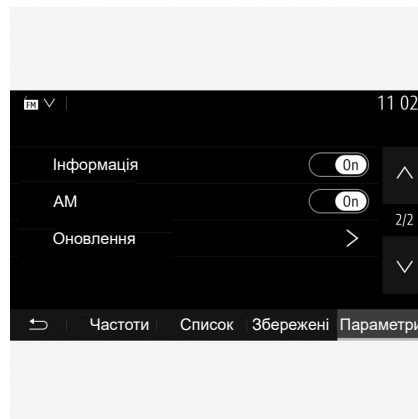 FM 11 02
Інформація On
AM On
2/2
Оновлення
Частоти Список Збережені Параметри